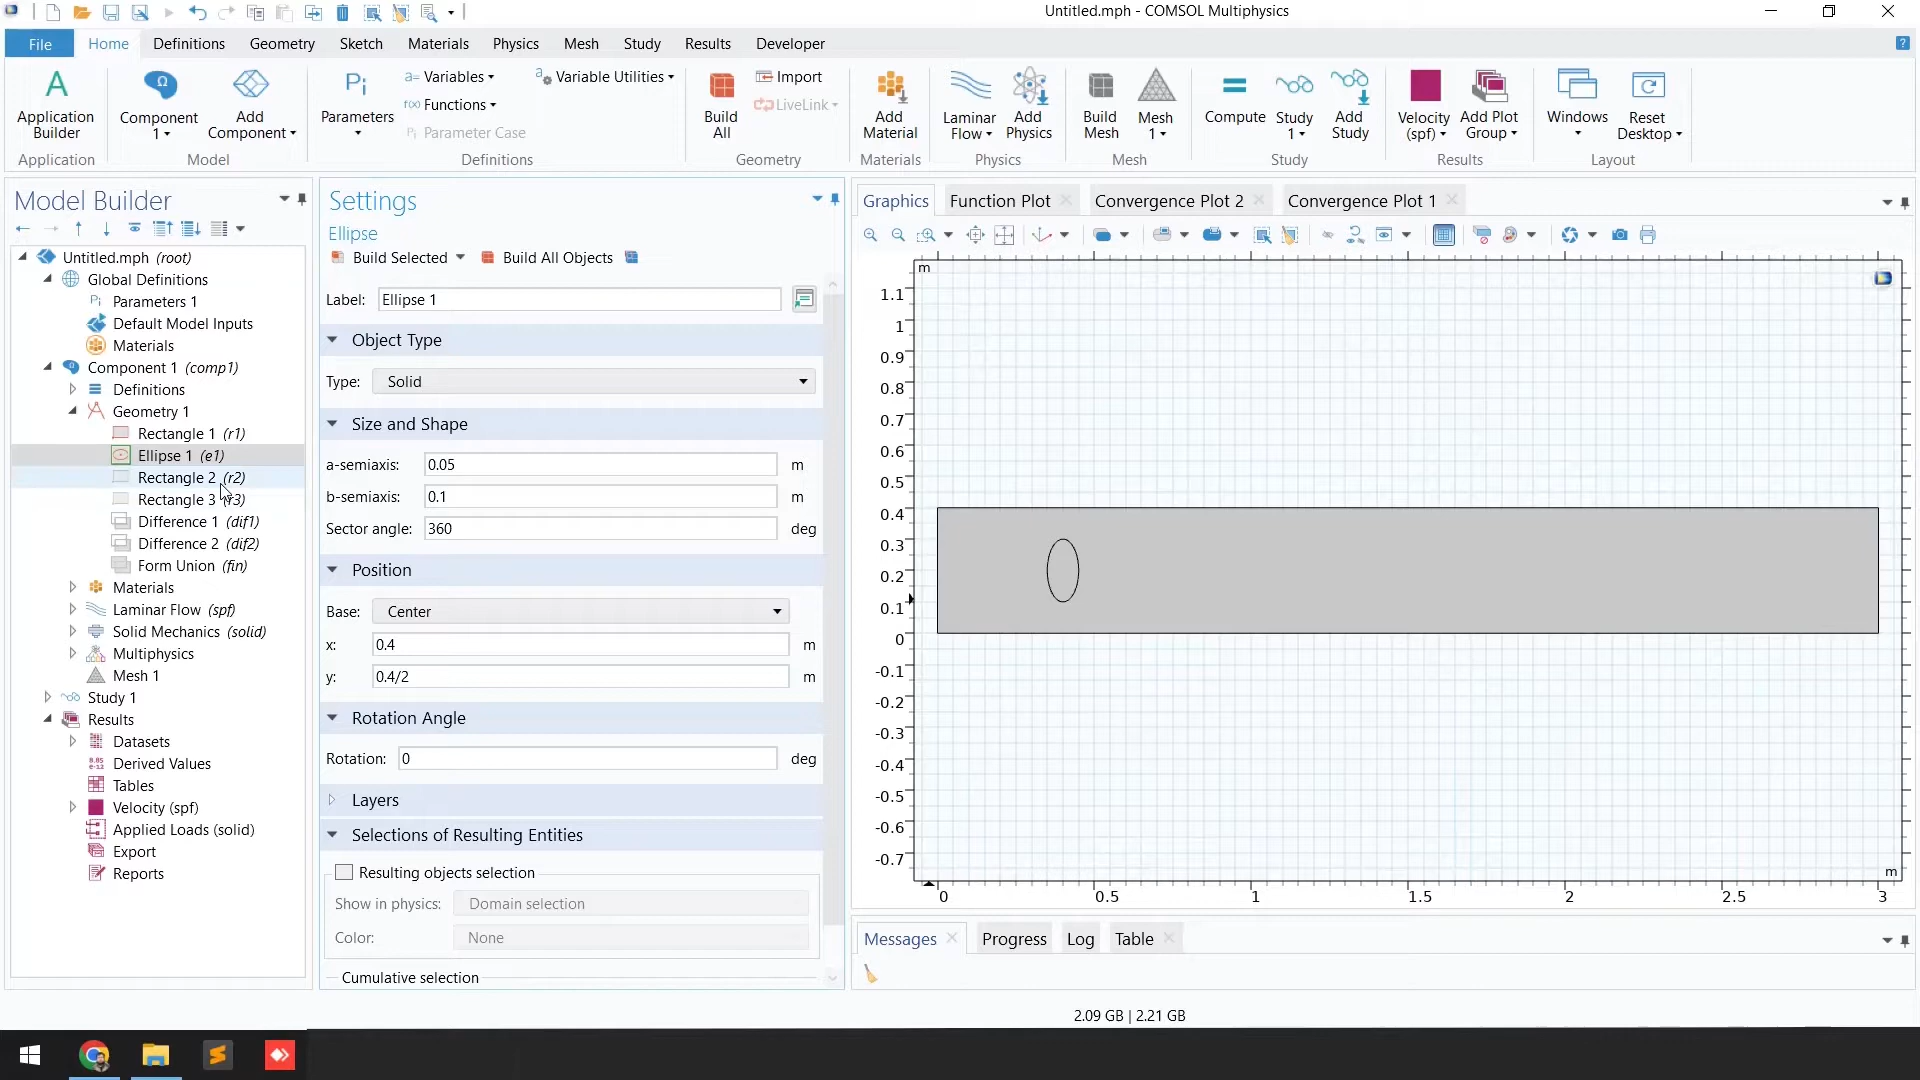 Untitled.mph - COMSOL Multiphysics
File Home Definitions Geometry Sketch Materials Physics Mesh Study Results Developer
Application Builder
Component 1
Add Component
Pi Parameters
a= Variables
f(x) Functions
Pi Parameter Case
Variable Utilities
Build All
Import
LiveLink
Add Material
Laminar Flow
Add Physics
Build Mesh
Mesh 1
Compute
Study 1
Add Study
Velocity (spf)
Add Plot Group
Windows
Reset Desktop
Application Model Definitions Geometry Materials Physics Mesh Study Results Layout
Model Builder
Untitled.mph (root)
Global Definitions
Pi Parameters 1
Default Model Inputs
Materials
Component 1 (comp1)
Definitions
Geometry 1
Rectangle 1 (r1)
Ellipse 1 (e1)
Rectangle 2 (r2)
Rectangle 3 (r3)
Difference 1 (dif1)
Difference 2 (dif2)
Form Union (fin)
Materials
Laminar Flow (spf)
Solid Mechanics (solid)
Multiphysics
Mesh 1
Study 1
Results
Datasets
8.85 e-12 Derived Values
Tables
Velocity (spf)
Applied Loads (solid)
Export
Reports
Settings
Ellipse
Build Selected Build All Objects
Label: Ellipse 1
Object Type
Type: Solid
Size and Shape
a-semiaxis: 0.05 m
b-semiaxis: 0.1 m
Sector angle: 360 deg
Position
Base: Center
x: 0.4 m
y: 0.4/2 m
Rotation Angle
Rotation: 0 deg
Layers
Selections of Resulting Entities
Resulting objects selection
Show in physics: Domain selection
Color: None
Cumulative selection
Graphics Function Plot Convergence Plot 2 Convergence Plot 1
m
1.1
1
0.9
0.8
0.7
0.6
0.5
0.4
0.3
0.2
0.1
0
-0.1
-0.2
-0.3
-0.4
-0.5
-0.6
-0.7
m
0 0.5 1 1.5 2 2.5 3
Messages Progress Log Table
2.09 GB | 2.21 GB